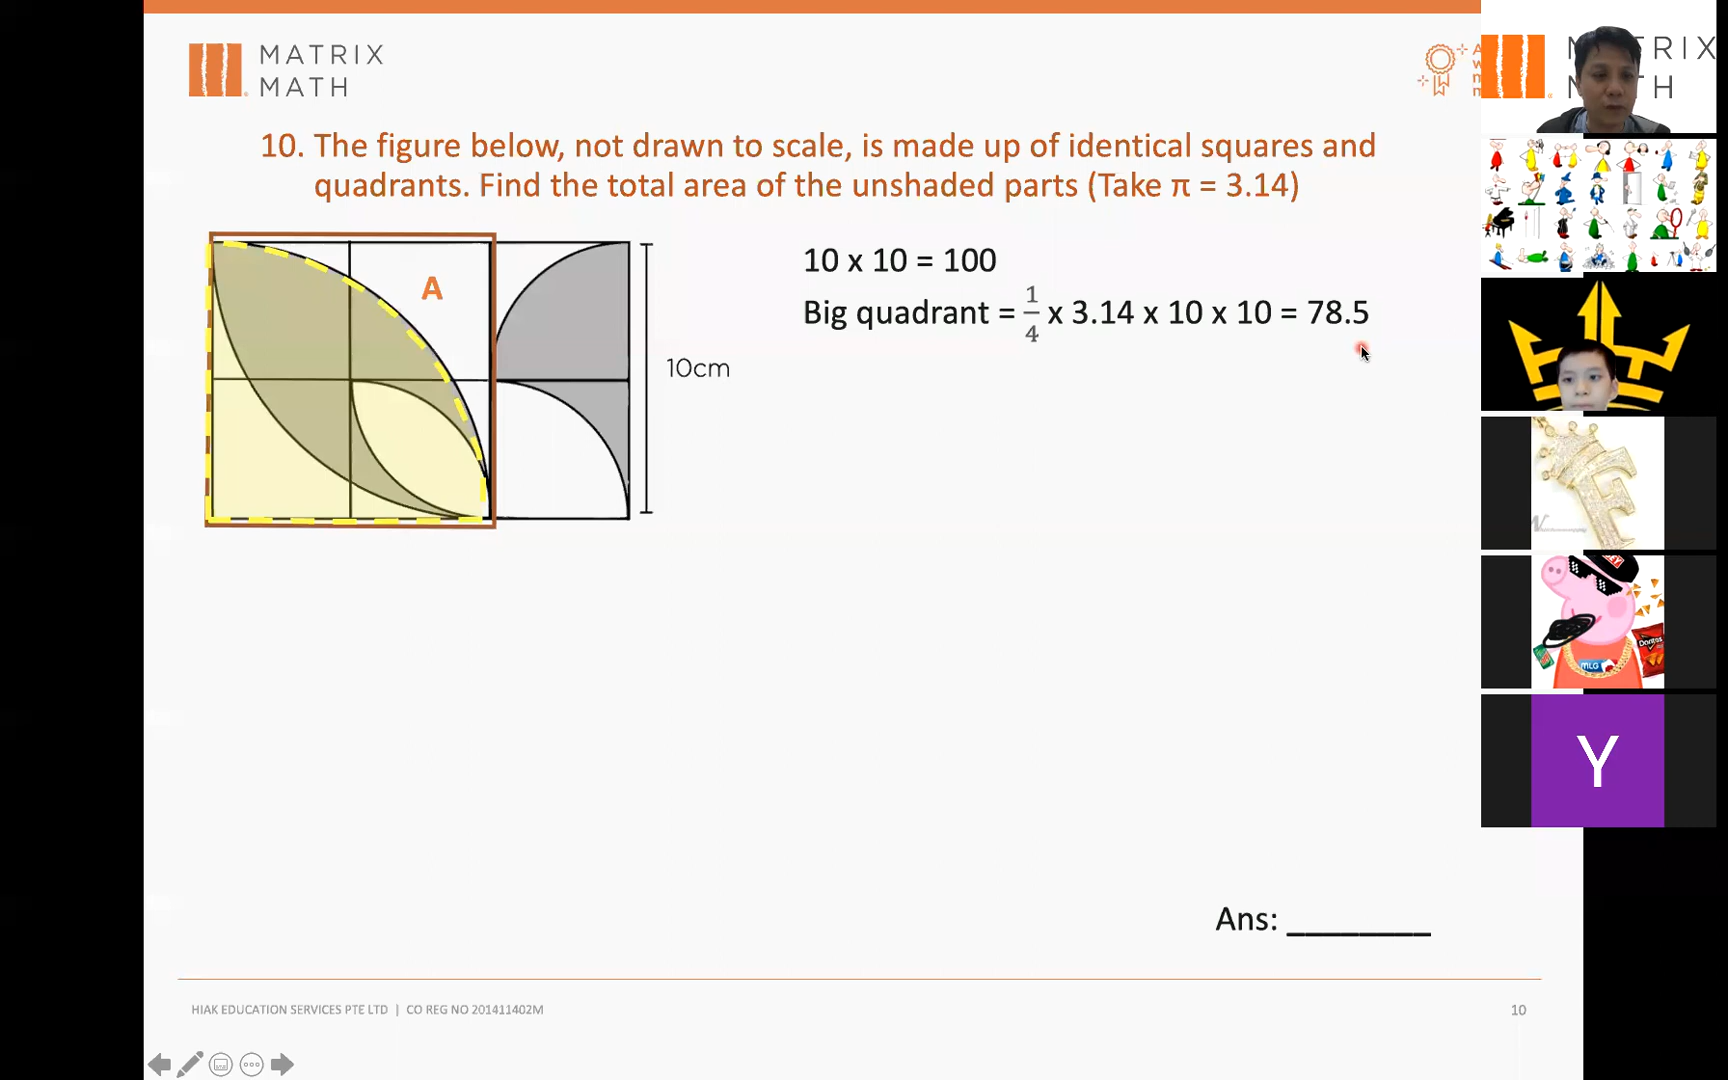 MATRIX
MATH
10. The figure below, not drawn to scale, is made up of identical squares and
quadrants. Find the total area of the unshaded parts (Take π = 3.14)
A
10cm
10 x 10 = 100
Big quadrant = 1/4 x 3.14 x 10 x 10 = 78.5
Ans: ________
HIAK EDUCATION SERVICES PTE LTD | CO REG NO 201411402M
10
RIX
H
MLG
Y